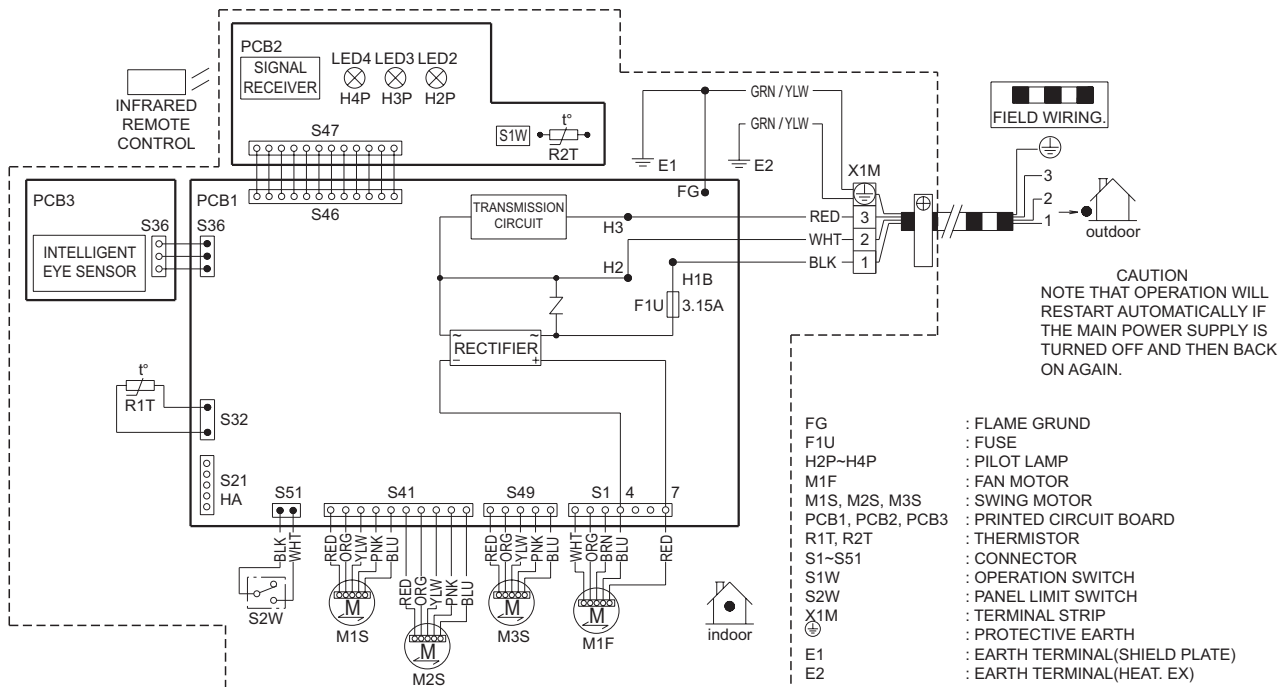 PCB2
SIGNAL
RECEIVER
LED4 LED3 LED2
H4P H3P H2P
INFRARED
REMOTE
CONTROL
S47
S1W
t°
R2T
GRN / YLW
GRN / YLW
E1
E2
FIELD WIRING.
X1M
3
2
1
outdoor
PCB3
S36
INTELLIGENT
EYE SENSOR
PCB1
S36
S46
TRANSMISSION
CIRCUIT
FG
H3
RED 3
WHT 2
BLK 1
H2
H1B
F1U 3.15A
Z
~ ~
RECTIFIER
– +
CAUTION
NOTE THAT OPERATION WILL
RESTART AUTOMATICALLY IF
THE MAIN POWER SUPPLY IS
TURNED OFF AND THEN BACK
ON AGAIN.
t°
R1T
S32
S21
HA
S51
S41
S49
S1 4 7
BLK WHT
RED ORG YLW PNK BLU
RED ORG YLW PNK BLU
RED ORG YLW PNK BLU
WHT ORG BRN BLU RED
S2W
M
M1S
M
M2S
M
M3S
M
M1F
indoor
FG : FLAME GRUND
F1U : FUSE
H2P~H4P : PILOT LAMP
M1F : FAN MOTOR
M1S, M2S, M3S : SWING MOTOR
PCB1, PCB2, PCB3 : PRINTED CIRCUIT BOARD
R1T, R2T : THERMISTOR
S1~S51 : CONNECTOR
S1W : OPERATION SWITCH
S2W : PANEL LIMIT SWITCH
X1M : TERMINAL STRIP
: PROTECTIVE EARTH
E1 : EARTH TERMINAL(SHIELD PLATE)
E2 : EARTH TERMINAL(HEAT. EX)